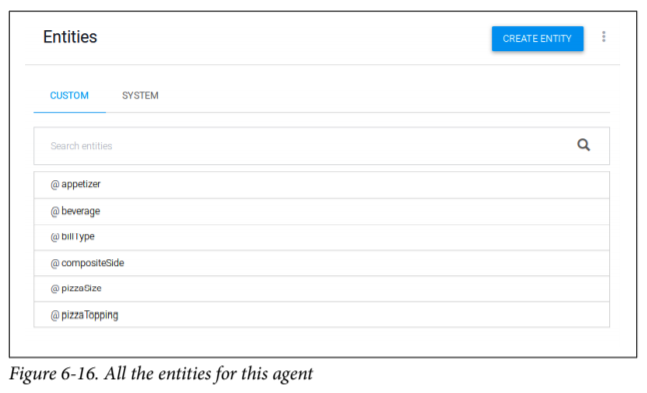 Entities
CREATE ENTITY
CUSTOM SYSTEM
Search entities
@ appetizer
@ beverage
@ billType
@ compositeSide
@ pizzaSize
@ pizzaTopping
Figure 6-16. All the entities for this agent